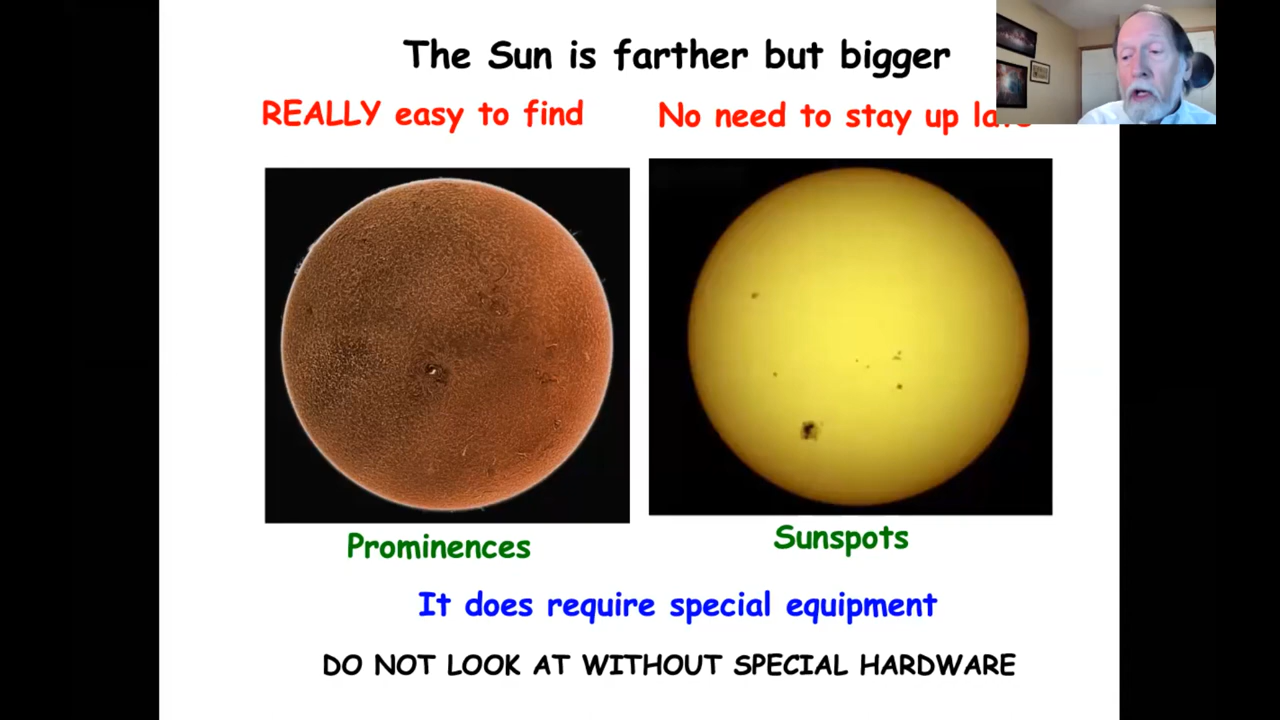 The Sun is farther but bigger
REALLY easy to find
No need to stay up
Prominences
Sunspots
It does require special equipment
DO NOT LOOK AT WITHOUT SPECIAL HARDWARE